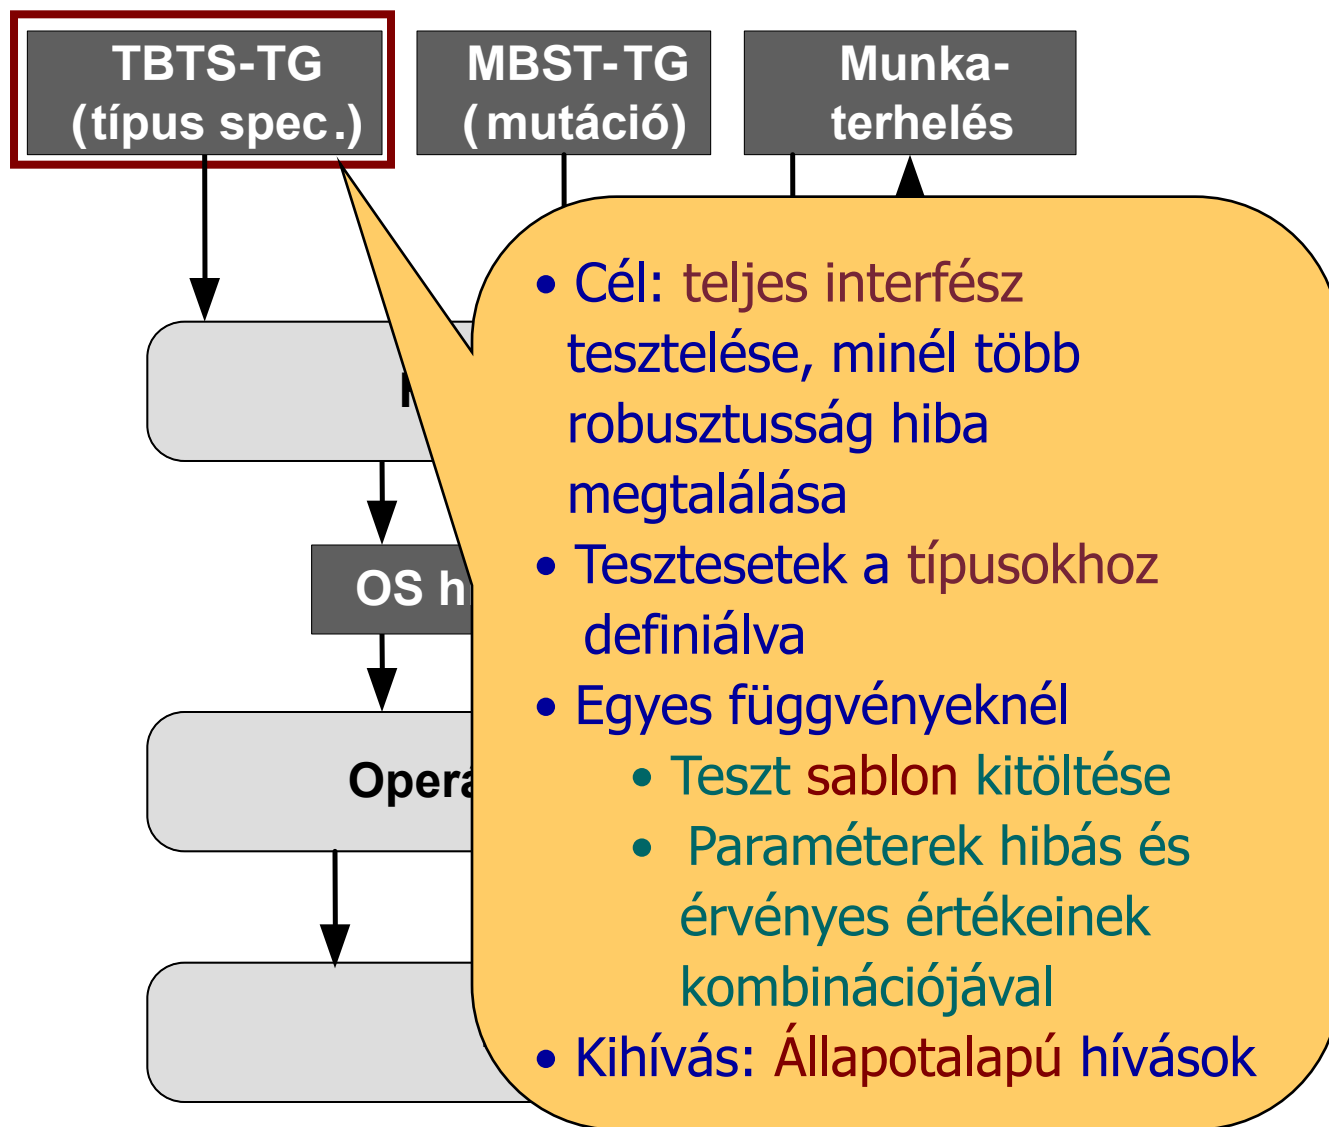 TBTS-TG
(típus spec.)
MBST-TG
(mutáció)
Munka-
terhelés
• Cél: teljes interfész
tesztelése, minél több
robusztusság hiba
megtalálása
• Tesztesetek a típusokhoz
definiálva
• Egyes függvényeknél
• Teszt sablon kitöltése
• Paraméterek hibás és
érvényes értékeinek
kombinációjával
• Kihívás: Állapotalapú hívások
OS h
Operá